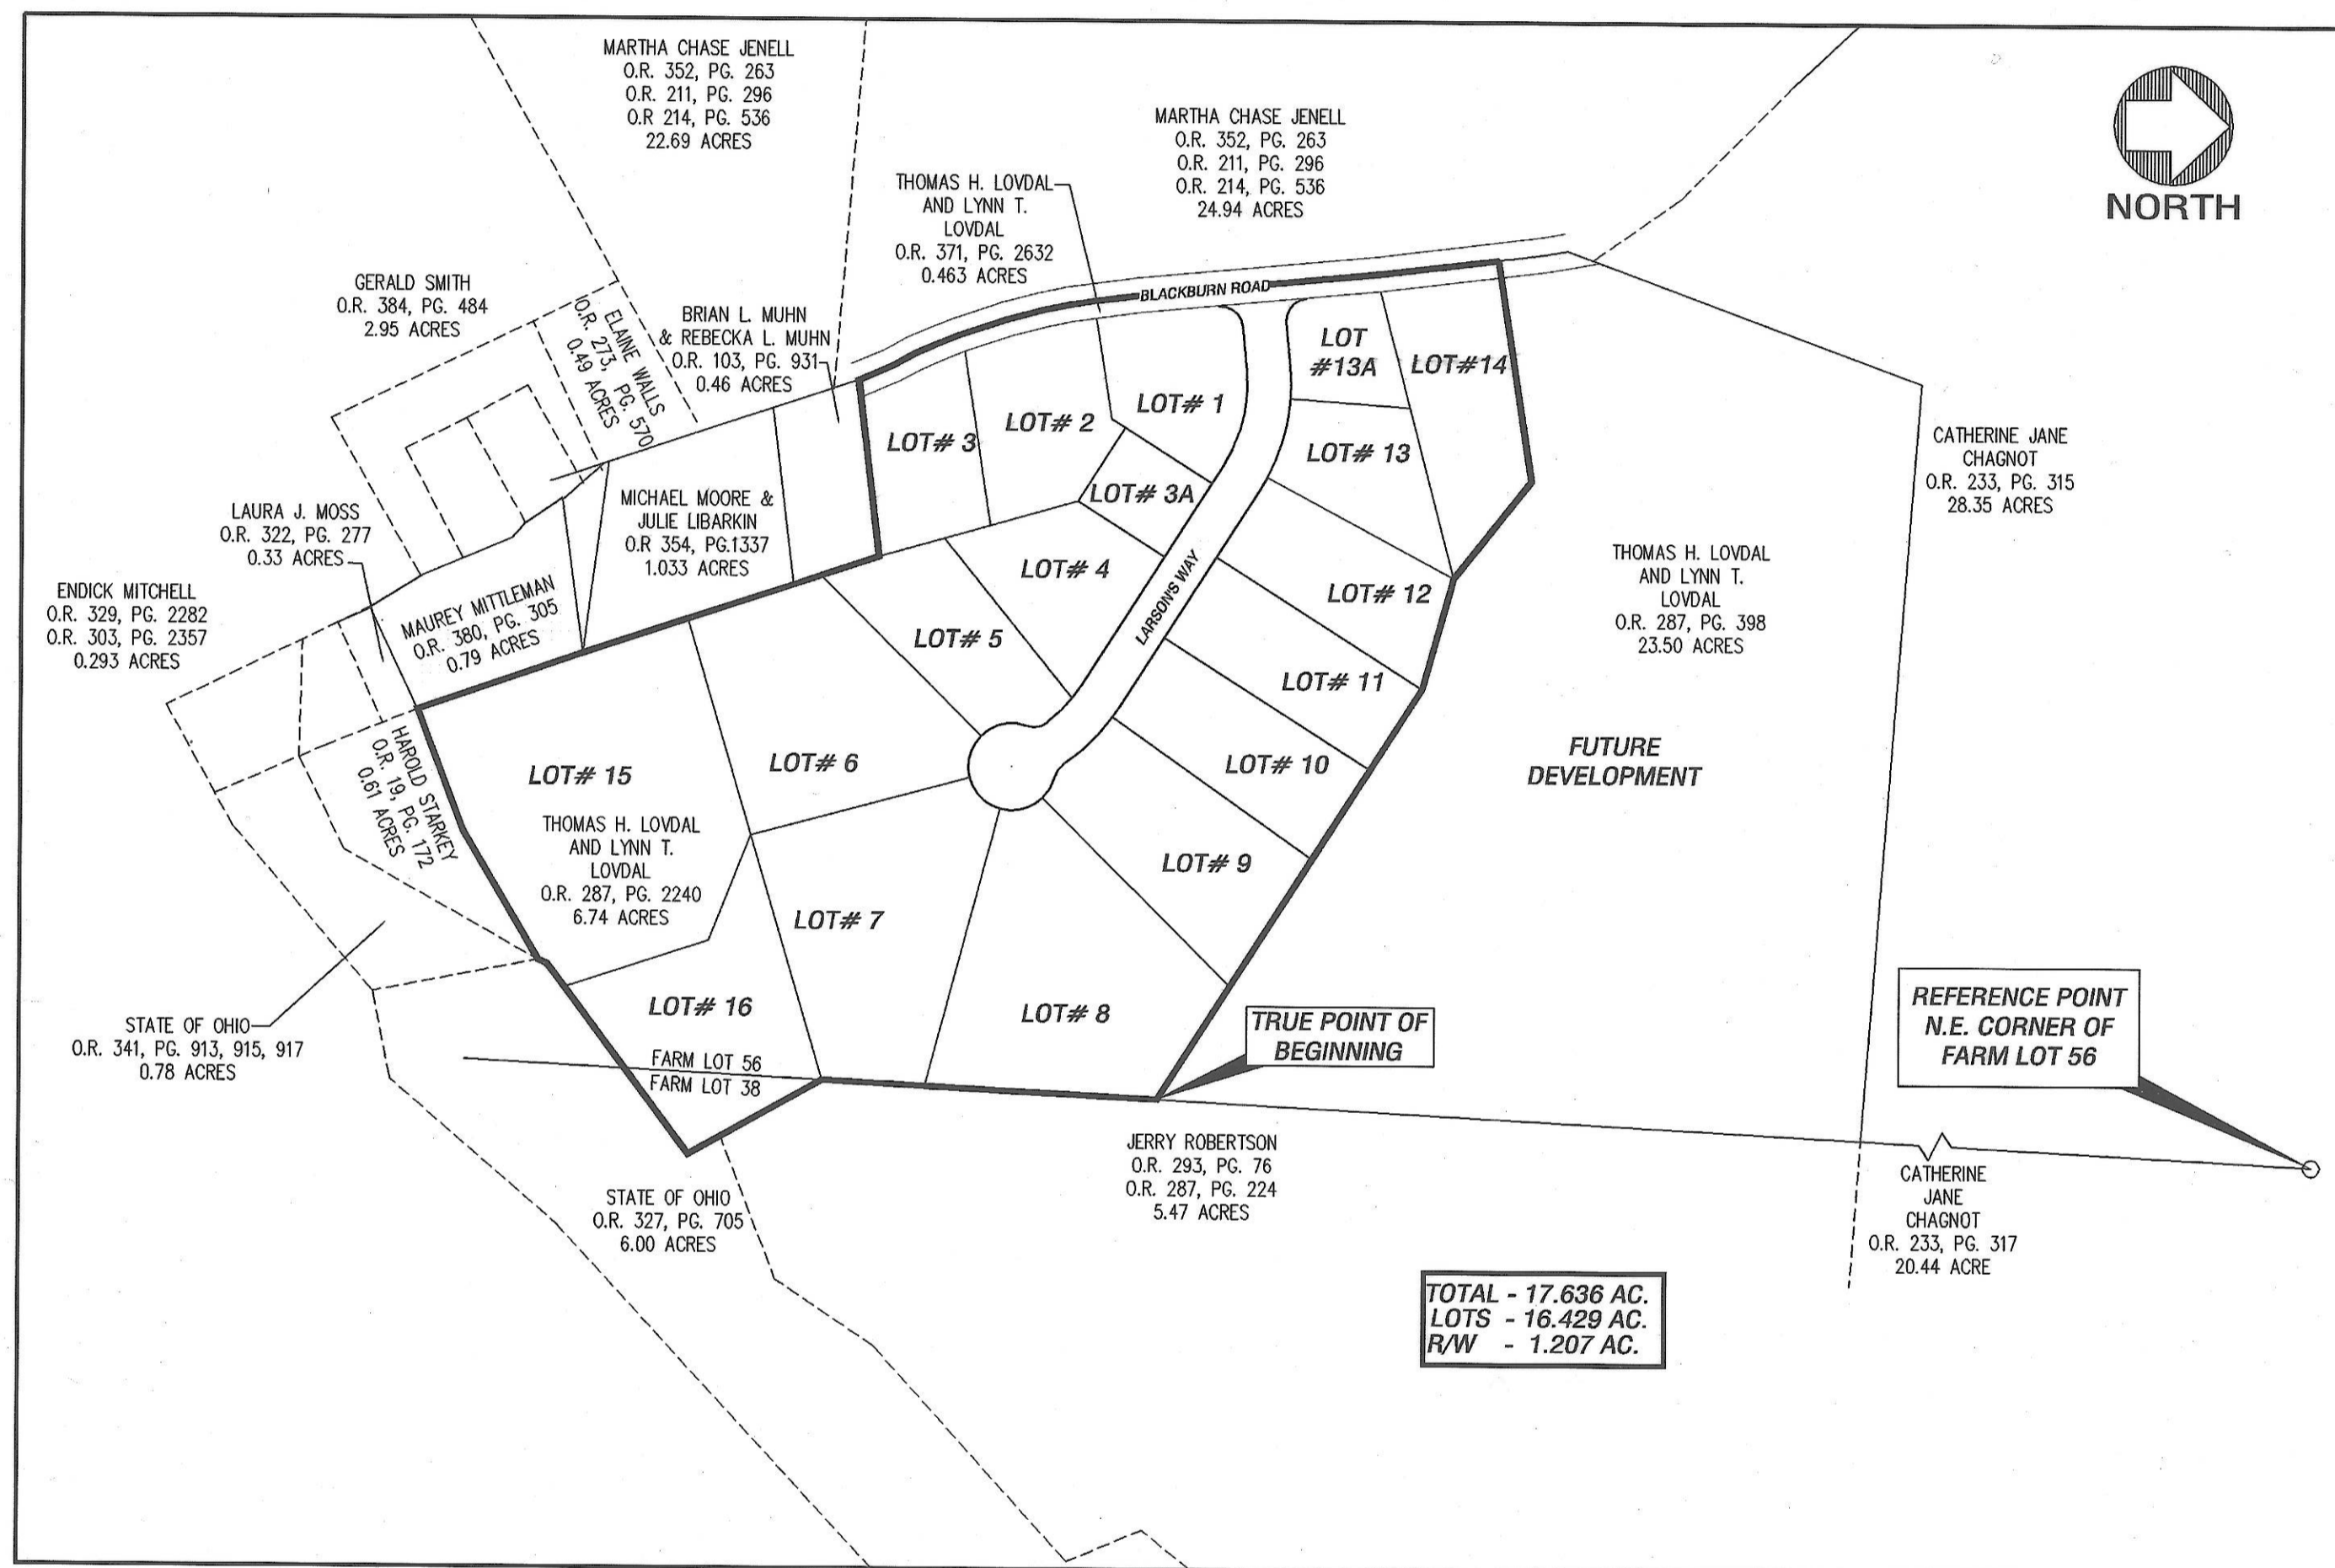 MARTHA CHASE JENELL
O.R. 352, PG. 263
O.R. 211, PG. 296
O.R 214, PG. 536
22.69 ACRES
MARTHA CHASE JENELL
O.R. 352, PG. 263
O.R. 211, PG. 296
O.R. 214, PG. 536
24.94 ACRES
NORTH
THOMAS H. LOVDAL
AND LYNN T.
LOVDAL
O.R. 371, PG. 2632
0.463 ACRES
GERALD SMITH
O.R. 384, PG. 484
2.95 ACRES
ELAINE WALLS
O.R. 273, PG. 570
0.49 ACRES
BRIAN L. MUHN
& REBECKA L. MUHN
O.R. 103, PG. 931
0.46 ACRES
BLACKBURN ROAD
LOT
#13A
LOT#14
LOT# 1
LOT# 2
LOT# 3
LOT# 13
LOT# 3A
CATHERINE JANE
CHAGNOT
O.R. 233, PG. 315
28.35 ACRES
LAURA J. MOSS
O.R. 322, PG. 277
0.33 ACRES
MICHAEL MOORE &
JULIE LIBARKIN
O.R 354, PG.1337
1.033 ACRES
ENDICK MITCHELL
O.R. 329, PG. 2282
O.R. 303, PG. 2357
0.293 ACRES
MAUREY MITTLEMAN
O.R. 380, PG. 305
0.79 ACRES
LOT# 4
LARSON'S WAY
LOT# 12
THOMAS H. LOVDAL
AND LYNN T.
LOVDAL
O.R. 287, PG. 398
23.50 ACRES
LOT# 5
LOT# 11
HAROLD STARKEY
O.R. 19, PG. 172
0.61 ACRES
LOT# 15
LOT# 6
LOT# 10
FUTURE
DEVELOPMENT
THOMAS H. LOVDAL
AND LYNN T.
LOVDAL
O.R. 287, PG. 2240
6.74 ACRES
LOT# 9
LOT# 7
LOT# 16
LOT# 8
TRUE POINT OF
BEGINNING
REFERENCE POINT
N.E. CORNER OF
FARM LOT 56
STATE OF OHIO
O.R. 341, PG. 913, 915, 917
0.78 ACRES
FARM LOT 56
FARM LOT 38
JERRY ROBERTSON
O.R. 293, PG. 76
O.R. 287, PG. 224
5.47 ACRES
STATE OF OHIO
O.R. 327, PG. 705
6.00 ACRES
CATHERINE
JANE
CHAGNOT
O.R. 233, PG. 317
20.44 ACRE
TOTAL - 17.636 AC.
LOTS - 16.429 AC.
R/W - 1.207 AC.